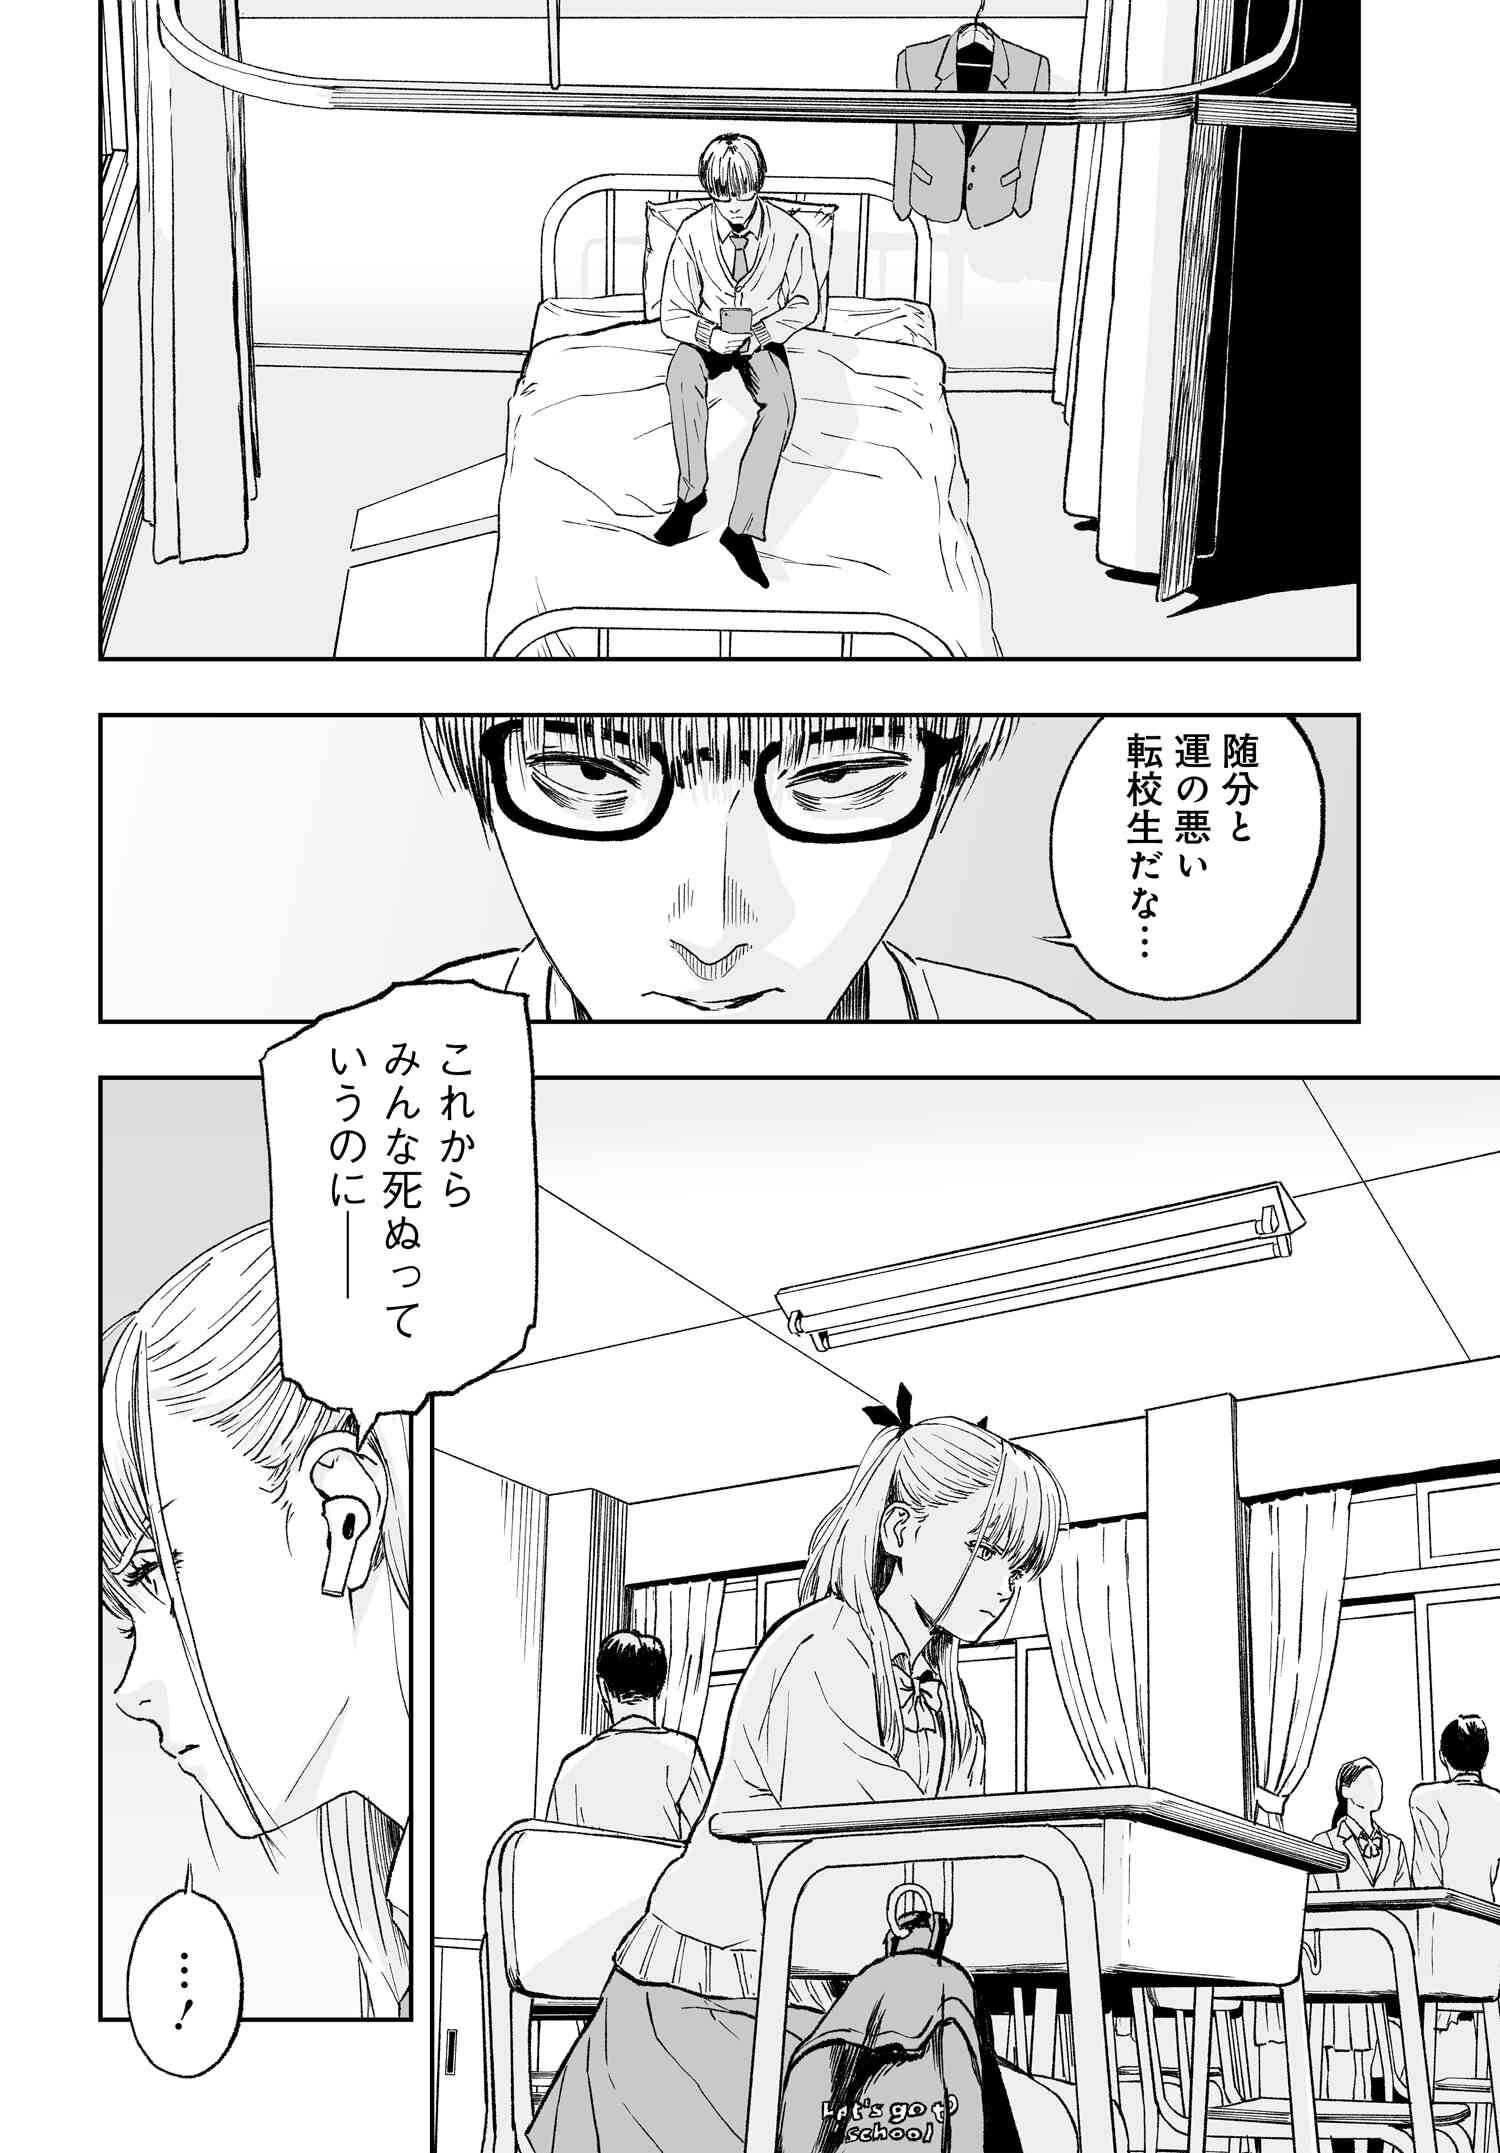 随分と
運の悪い
転校生だな…
これから
みんな死ぬって
いうのに──
…！
Let's go to
school